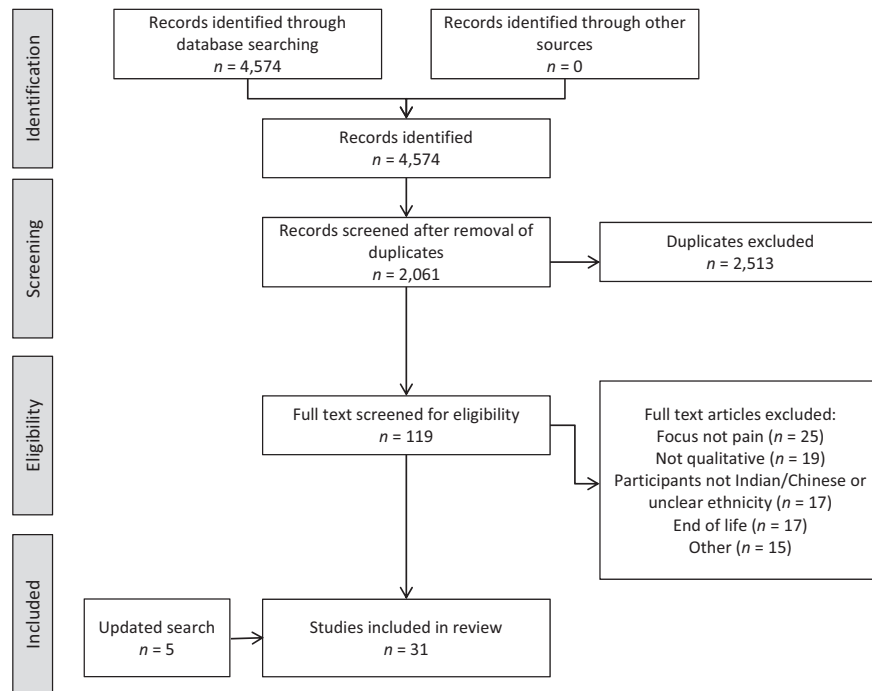 Identification
Records identified through
database searching
n = 4,574
Records identified through other
sources
n = 0
Records identified
n = 4,574
Screening
Records screened after removal of
duplicates
n = 2,061
Duplicates excluded
n = 2,513
Eligibility
Full text screened for eligibility
n = 119
Full text articles excluded:
Focus not pain (n = 25)
Not qualitative (n = 19)
Participants not Indian/Chinese or
unclear ethnicity (n = 17)
End of life (n = 17)
Other (n = 15)
Included
Updated search
n = 5
Studies included in review
n = 31